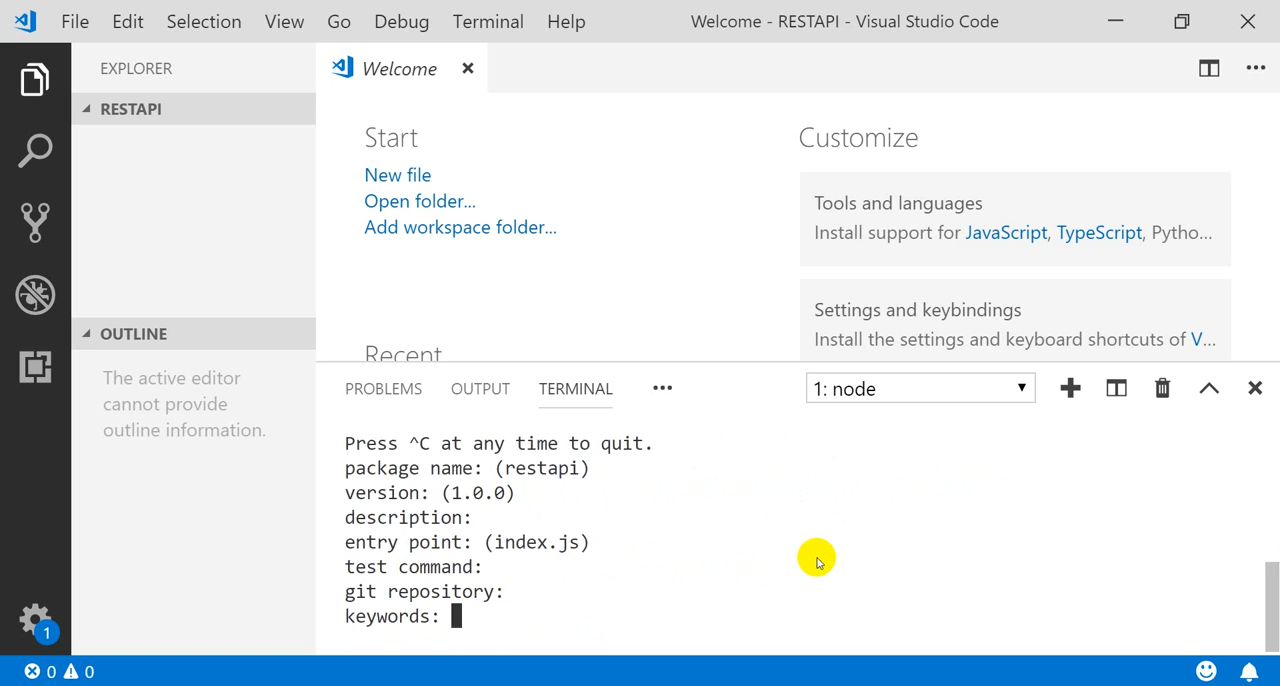 File Edit Selection View Go Debug Terminal Help Welcome - RESTAPI - Visual Studio Code
EXPLORER
Welcome
RESTAPI
Start
New file
Open folder...
Add workspace folder...
Recent
Customize
Tools and languages
Install support for JavaScript, TypeScript, Pytho...
Settings and keybindings
Install the settings and keyboard shortcuts of V...
OUTLINE
The active editor
cannot provide
outline information.
PROBLEMS OUTPUT TERMINAL ••• 1: node
Press ^C at any time to quit.
package name: (restapi)
version: (1.0.0)
description:
entry point: (index.js)
test command:
git repository:
keywords:
1
0 0